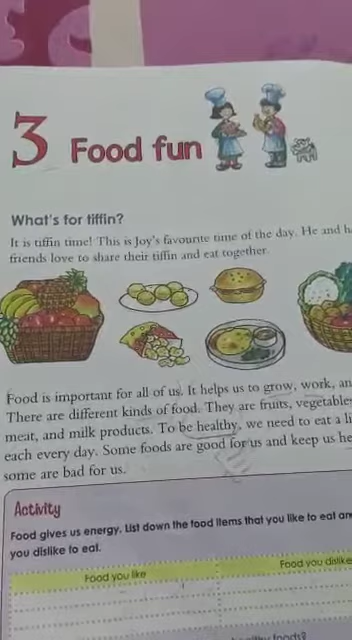 3 Food fun
What's for tiffin?
It is tiffin time! This is Joy's favourite time of the day. He and
friends love to share their tiffin and eat together.
Food is important for all of us. It helps us to grow, work,
There are different kinds of food. They are fruits,
meat, and milk products. To be healthy, we need to eat a
each every day. Some foods are good for us and keep us
some are bad for us.
Activity
Food gives us energy. List down the food items that you like to eat
you dislike to eat.
Food you like Food you dislike
foods?